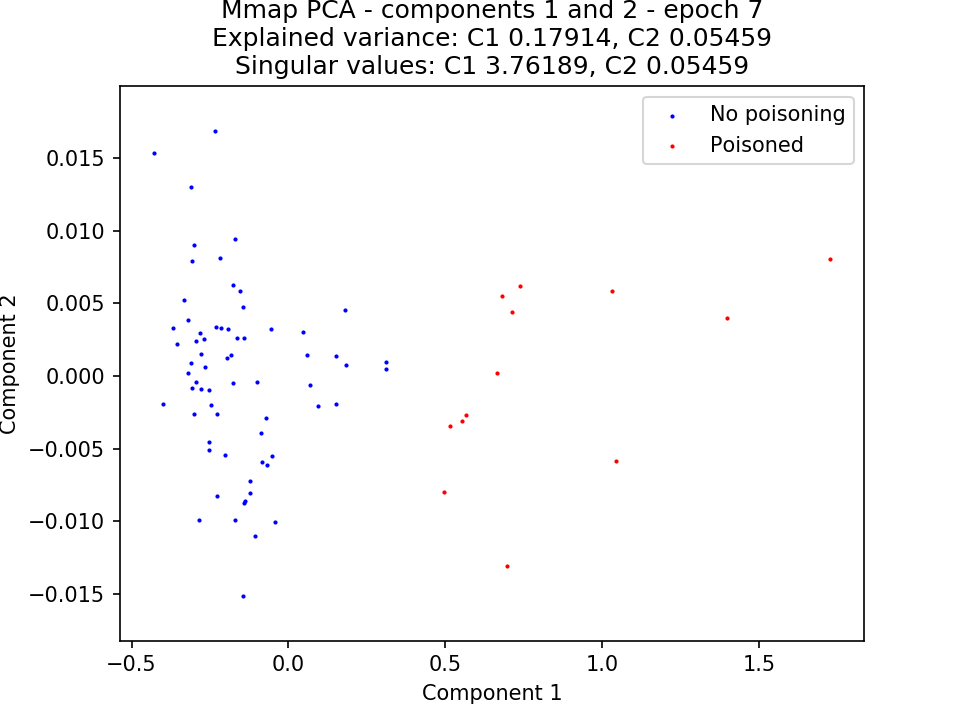 Mmap PCA - components 1 and 2 - epoch 7
Explained variance: C1 0.17914, C2 0.05459
Singular values: C1 3.76189, C2 0.05459
No poisoning
Poisoned
0.015
0.010
0.005
0.000
−0.005
−0.010
−0.015
Component 2
−0.5
0.0
0.5
1.0
1.5
Component 1